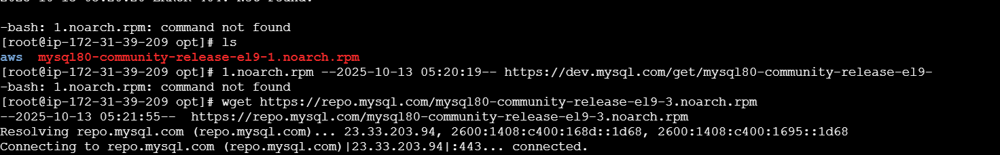 -bash: 1.noarch.rpm: command not found
[root@ip-172-31-39-209 opt]# ls
aws  mysql80-community-release-el9-1.noarch.rpm
[root@ip-172-31-39-209 opt]# 1.noarch.rpm --2025-10-13 05:20:19-- https://dev.mysql.com/get/mysql80-community-release-el9-
-bash: 1.noarch.rpm: command not found
[root@ip-172-31-39-209 opt]# wget https://repo.mysql.com/mysql80-community-release-el9-3.noarch.rpm
--2025-10-13 05:21:55--  https://repo.mysql.com/mysql80-community-release-el9-3.noarch.rpm
Resolving repo.mysql.com (repo.mysql.com)... 23.33.203.94, 2600:1408:c400:168d::1d68, 2600:1408:c400:1695::1d68
Connecting to repo.mysql.com (repo.mysql.com)|23.33.203.94|:443... connected.